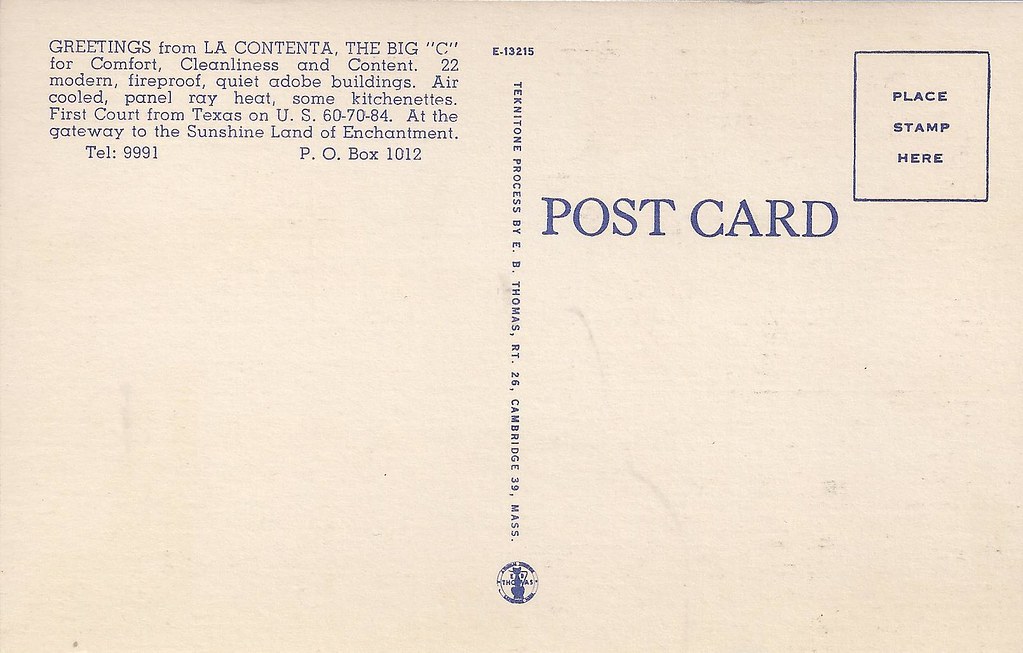 GREETINGS from LA CONTENTA, THE BIG "C"
for Comfort, Cleanliness and Content. 22
modern, fireproof, quiet adobe buildings. Air
cooled, panel ray heat, some kitchenettes.
First Court from Texas on U. S. 60-70-84. At the
gateway to the Sunshine Land of Enchantment.
Tel: 9991 P. O. Box 1012
E-13215
TEKNITONE PROCESS BY E. B. THOMAS, RT. 26, CAMBRIDGE 39, MASS.
E B
THOMAS
POST CARD
PLACE
STAMP
HERE